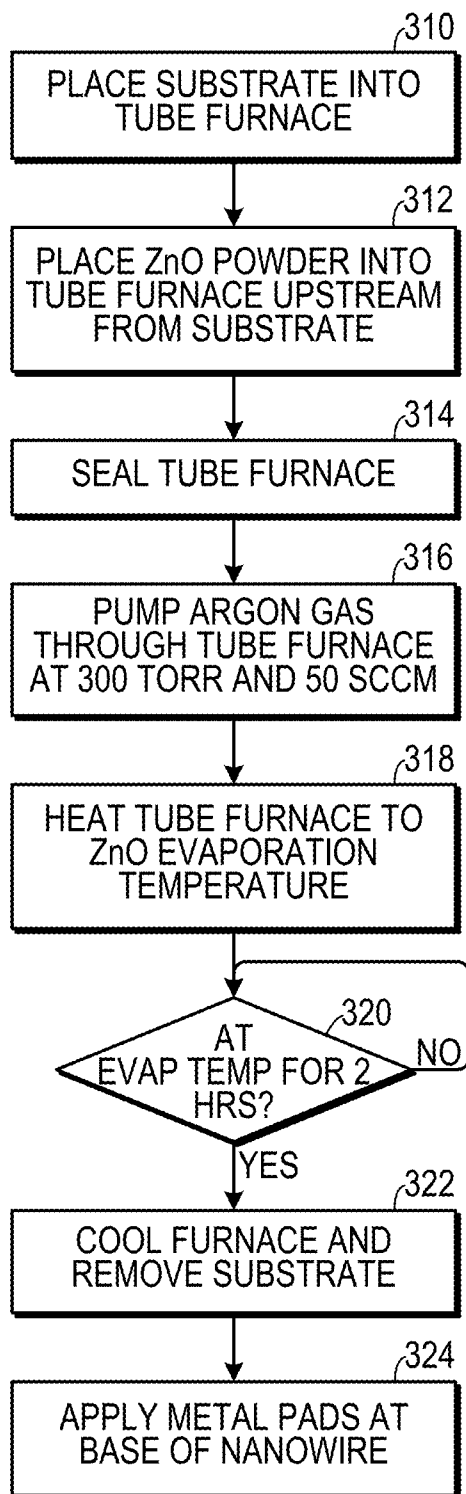 310
PLACE SUBSTRATE INTO
TUBE FURNACE
312
PLACE ZnO POWDER INTO
TUBE FURNACE UPSTREAM
FROM SUBSTRATE
314
SEAL TUBE FURNACE
316
PUMP ARGON GAS
THROUGH TUBE FURNACE
AT 300 TORR AND 50 SCCM
318
HEAT TUBE FURNACE TO
ZnO EVAPORATION
TEMPERATURE
320
AT
EVAP TEMP FOR 2
HRS?
NO
YES
322
COOL FURNACE AND
REMOVE SUBSTRATE
324
APPLY METAL PADS AT
BASE OF NANOWIRE